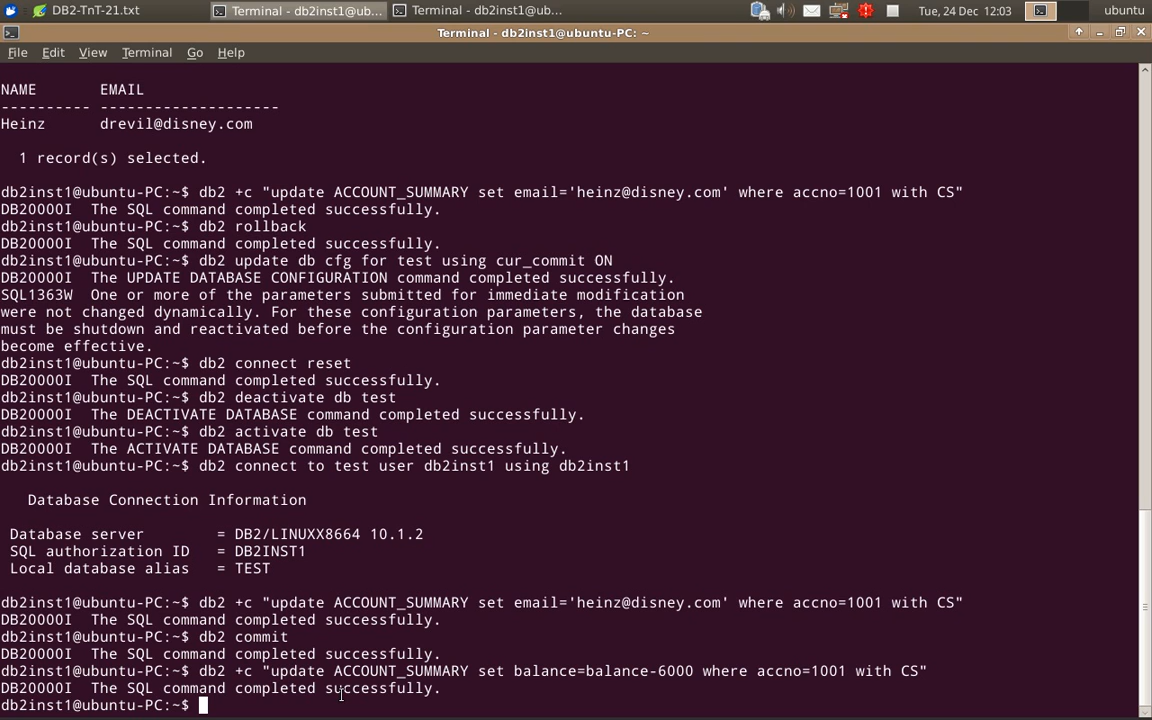 DB2-TnT-21.txt
Terminal - db2inst1@ub...
Terminal - db2inst1@ub...
Tue, 24 Dec 12:03
ubuntu
Terminal - db2inst1@ubuntu-PC: ~
File Edit View Terminal Go Help
NAME       EMAIL
---------- --------------------
Heinz      drevil@disney.com
  1 record(s) selected.
db2inst1@ubuntu-PC:~$ db2 +c "update ACCOUNT_SUMMARY set email='heinz@disney.com' where accno=1001 with CS"
DB20000I  The SQL command completed successfully.
db2inst1@ubuntu-PC:~$ db2 rollback
DB20000I  The SQL command completed successfully.
db2inst1@ubuntu-PC:~$ db2 update db cfg for test using cur_commit ON
DB20000I  The UPDATE DATABASE CONFIGURATION command completed successfully.
SQL1363W  One or more of the parameters submitted for immediate modification
were not changed dynamically. For these configuration parameters, the database
must be shutdown and reactivated before the configuration parameter changes
become effective.
db2inst1@ubuntu-PC:~$ db2 connect reset
DB20000I  The SQL command completed successfully.
db2inst1@ubuntu-PC:~$ db2 deactivate db test
DB20000I  The DEACTIVATE DATABASE command completed successfully.
db2inst1@ubuntu-PC:~$ db2 activate db test
DB20000I  The ACTIVATE DATABASE command completed successfully.
db2inst1@ubuntu-PC:~$ db2 connect to test user db2inst1 using db2inst1
   Database Connection Information
 Database server        = DB2/LINUXX8664 10.1.2
 SQL authorization ID   = DB2INST1
 Local database alias   = TEST
db2inst1@ubuntu-PC:~$ db2 +c "update ACCOUNT_SUMMARY set email='heinz@disney.com' where accno=1001 with CS"
DB20000I  The SQL command completed successfully.
db2inst1@ubuntu-PC:~$ db2 commit
DB20000I  The SQL command completed successfully.
db2inst1@ubuntu-PC:~$ db2 +c "update ACCOUNT_SUMMARY set balance=balance-6000 where accno=1001 with CS"
DB20000I  The SQL command completed successfully.
db2inst1@ubuntu-PC:~$